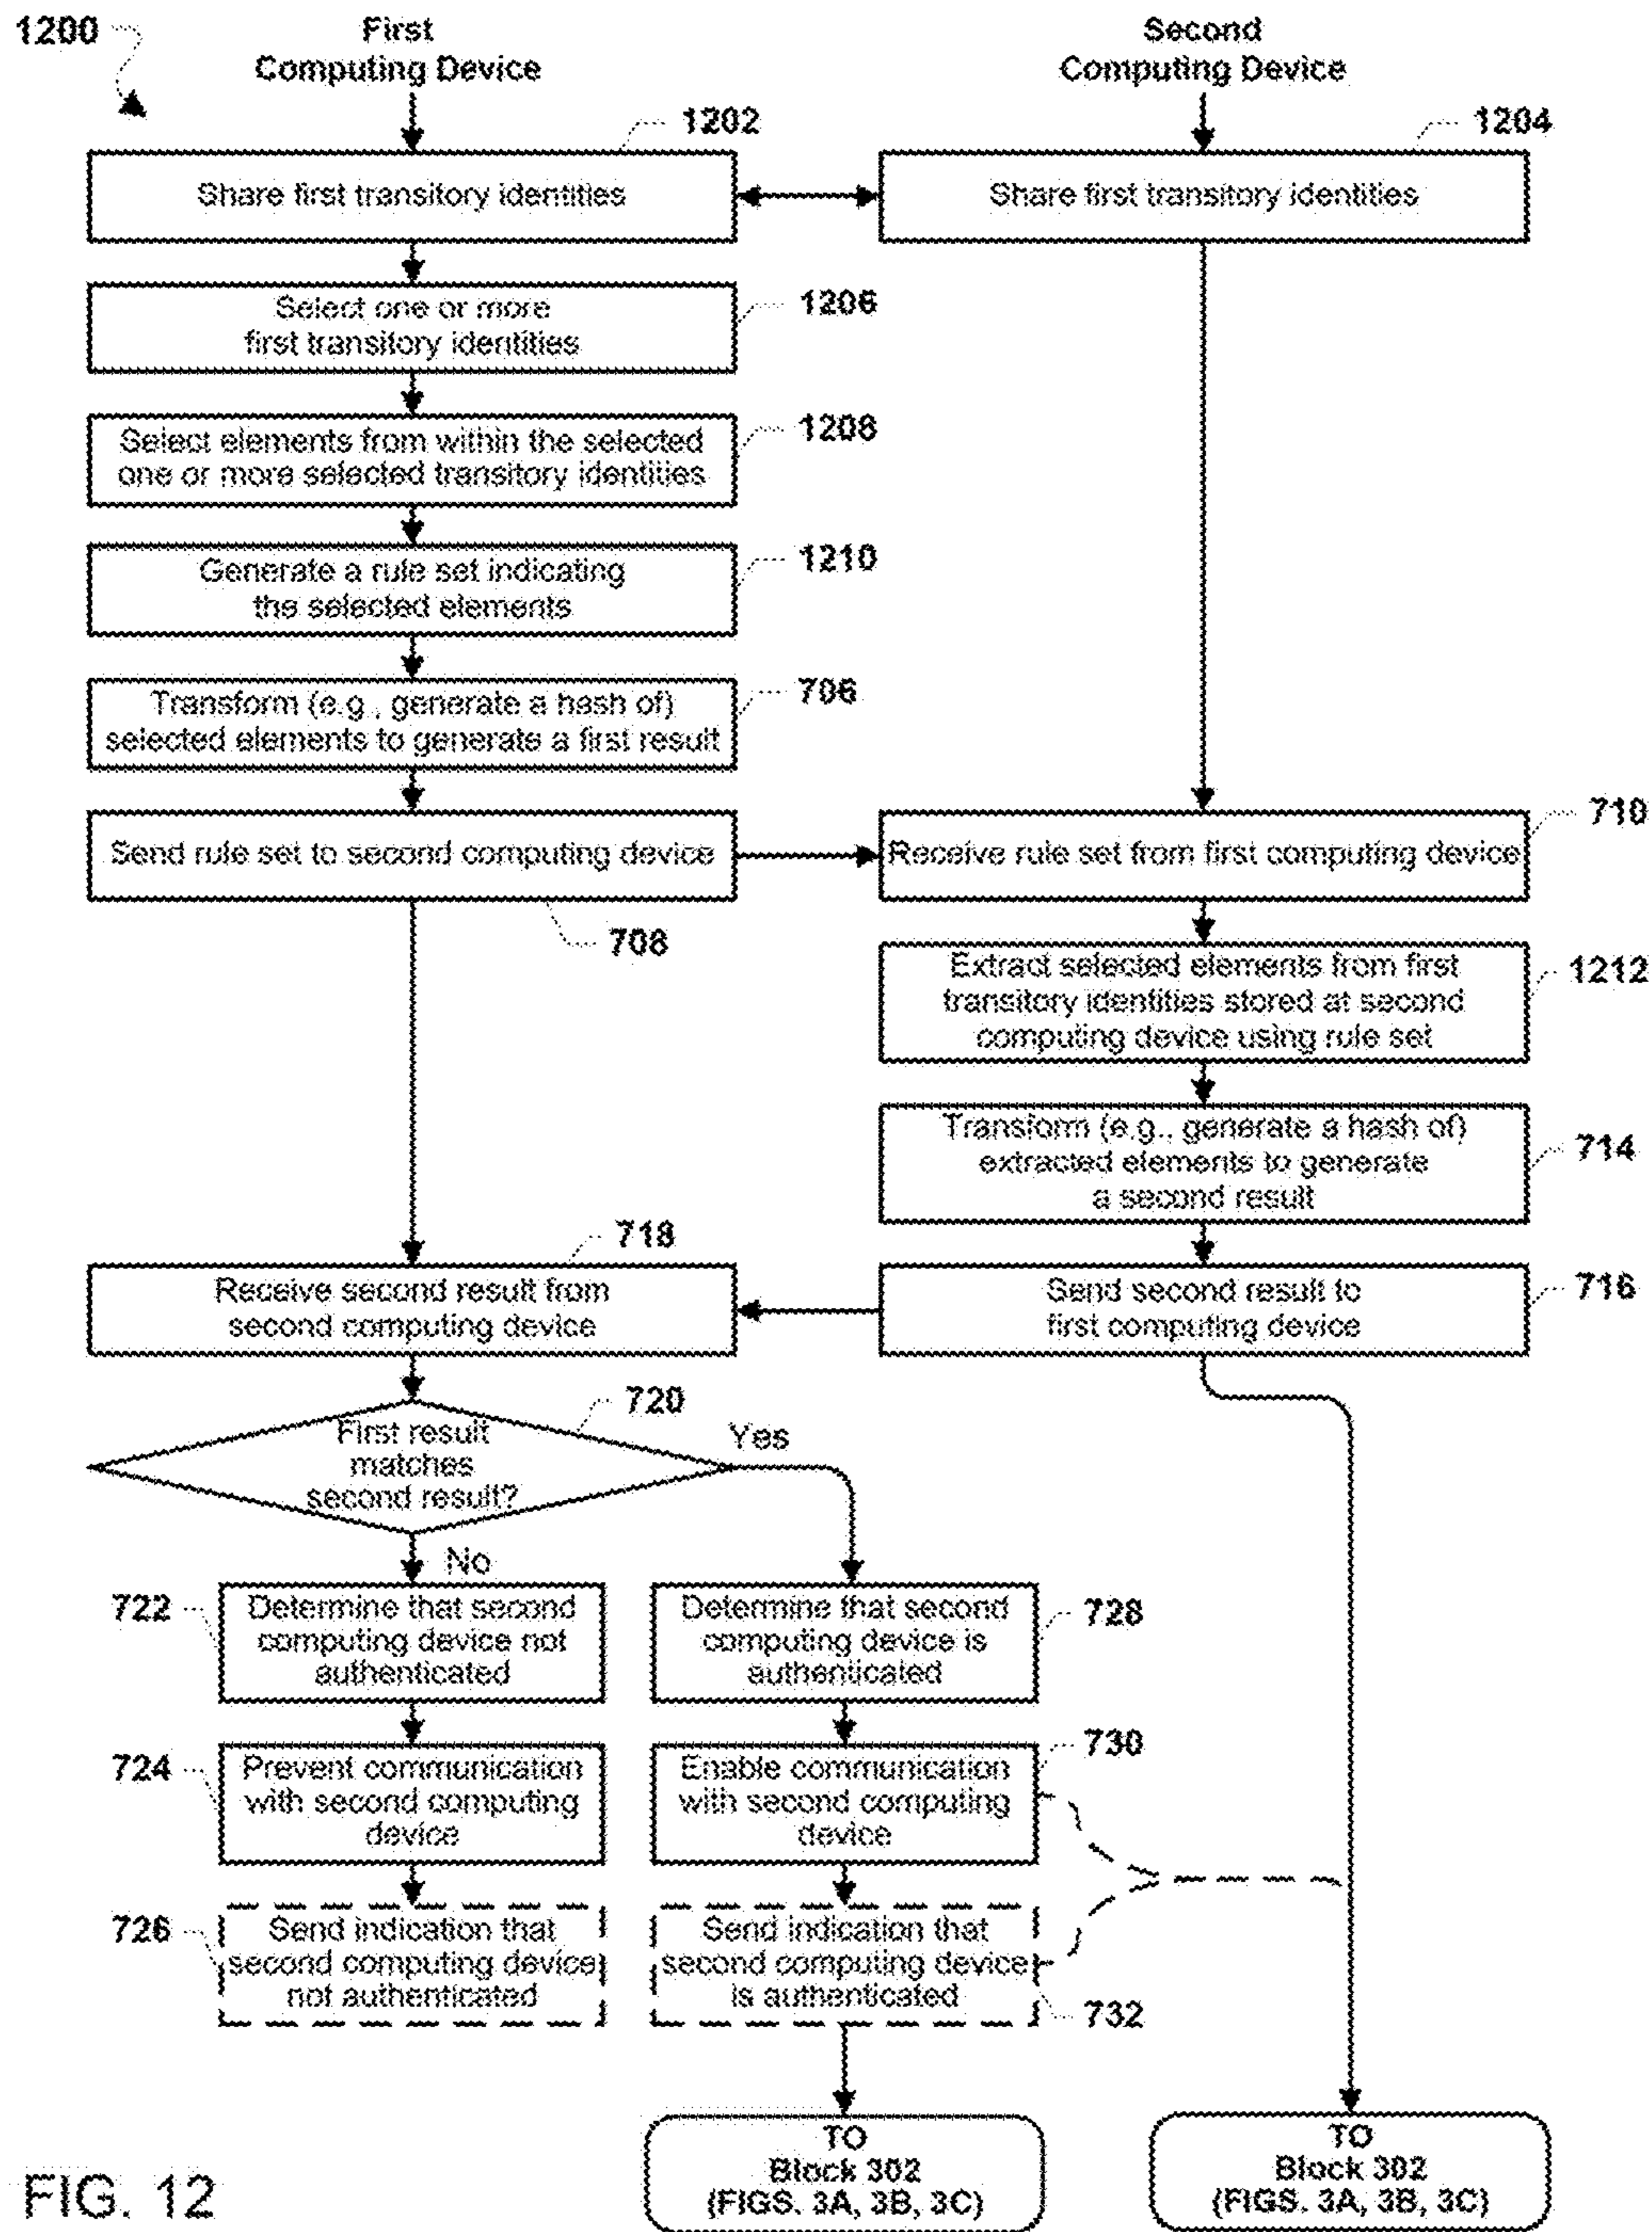 1200
First
Computing Device
Second
Computing Device
1202
1204
Share first transitory identities
Share first transitory identities
Select one or more
first transitory identities
1206
Select elements from within the selected
one or more selected transitory identities
1208
Generate a rule set indicating
the selected elements
1210
Transform (e.g., generate a hash of)
selected elements to generate a first result
706
Send rule set to second computing device
708
Receive rule set from first computing device
710
Extract selected elements from first
transitory identities stored at second
computing device using rule set
1212
Transform (e.g., generate a hash of)
extracted elements to generate
a second result
714
718
Receive second result from
second computing device
Send second result to
first computing device
716
First result
matches
second result?
720
Yes
No
722
Determine that second
computing device not
authenticated
Determine that second
computing device is
authenticated
728
724
Prevent communication
with second computing
device
Enable communication
with second computing
device
730
726
Send indication that
second computing device
not authenticated
Send indication that
second computing device
is authenticated
732
TO
Block 302
(FIGS. 3A, 3B, 3C)
TO
Block 302
(FIGS. 3A, 3B, 3C)
FIG. 12